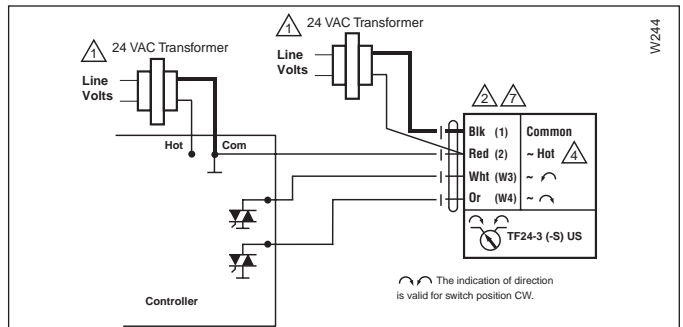 W244
1 24 VAC Transformer
Line
Volts
1 24 VAC Transformer
Line
Volts
Hot Com
2 7
Blk (1) Common
Red (2) ~ Hot 4
Wht (W3) ~
Or (W4) ~
TF24-3 (-S) US
The indication of direction
is valid for switch position CW.
Controller